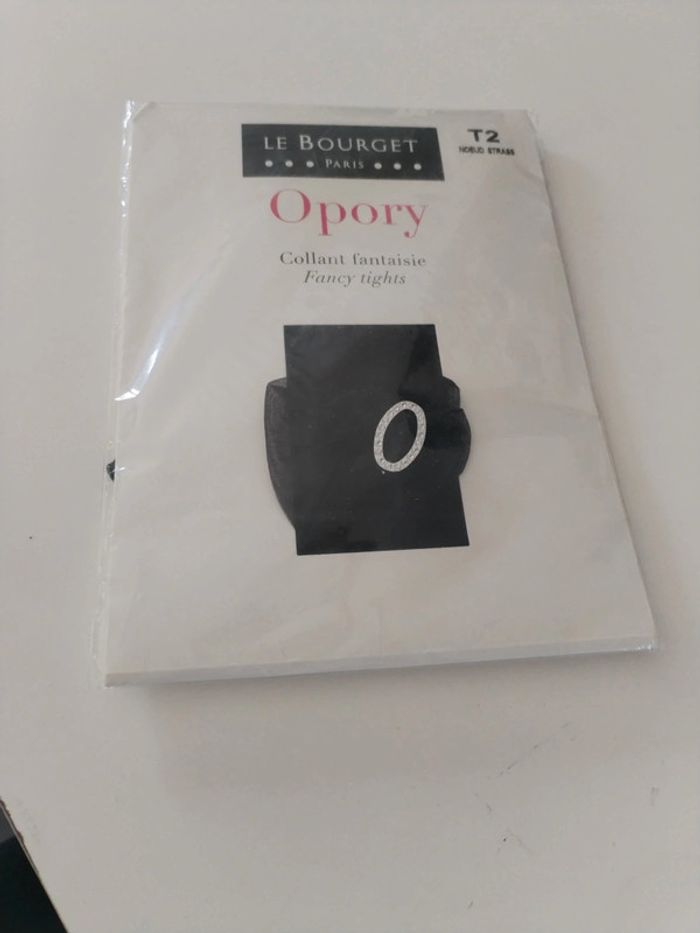 LE BOURGET
PARIS
T2
NOEUD STRASS
Opory
Collant fantaisie
Fancy tights